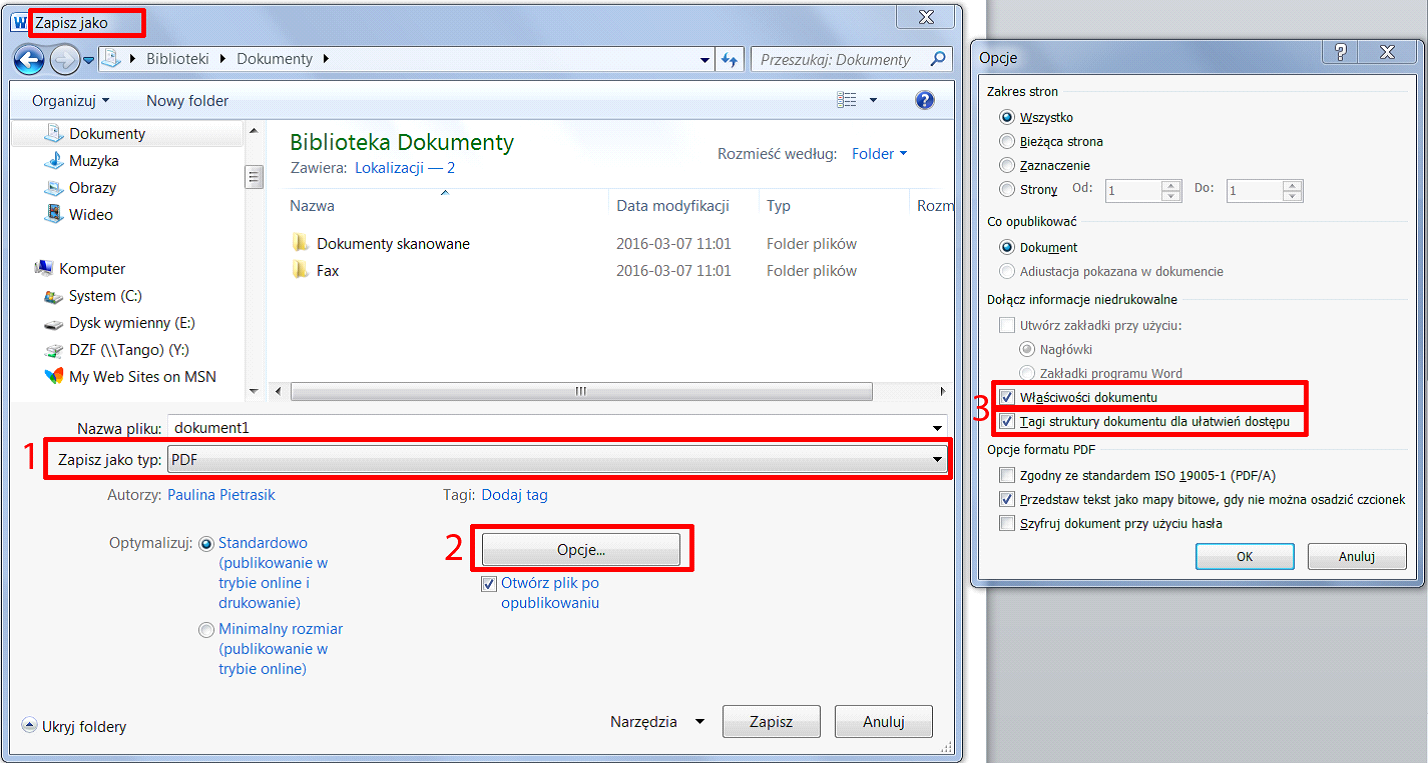 Zapisz jako
Biblioteki Dokumenty
Przeszukaj: Dokumenty
Organizuj Nowy folder
Dokumenty
Muzyka
Obrazy
Wideo
Komputer
System (C:)
Dysk wymienny (E:)
DZF (\\Tango) (Y:)
My Web Sites on MSN
Biblioteka Dokumenty
Zawiera: Lokalizacji — 2
Rozmieść według: Folder
Nazwa Data modyfikacji Typ Rozm
Dokumenty skanowane 2016-03-07 11:01 Folder plików
Fax 2016-03-07 11:01 Folder plików
Nazwa pliku: dokument1
1 Zapisz jako typ: PDF
Autorzy: Paulina Pietrasik Tagi: Dodaj tag
Optymalizuj: Standardowo
(publikowanie w
trybie online i
drukowanie)
Minimalny rozmiar
(publikowanie w
trybie online)
2 Opcje...
Otwórz plik po
opublikowaniu
Ukryj foldery
Narzędzia Zapisz Anuluj
Opcje
Zakres stron
Wszystko
Bieżąca strona
Zaznaczenie
Strony Od: 1 Do: 1
Co opublikować
Dokument
Adiustacja pokazana w dokumencie
Dołącz informacje niedrukowalne
Utwórz zakładki przy użyciu:
Nagłówki
Zakładki programu Word
3
Właściwości dokumentu
Tagi struktury dokumentu dla ułatwień dostępu
Opcje formatu PDF
Zgodny ze standardem ISO 19005-1 (PDF/A)
Przedstaw tekst jako mapy bitowe, gdy nie można osadzić czcionek
Szyfruj dokument przy użyciu hasła
OK Anuluj